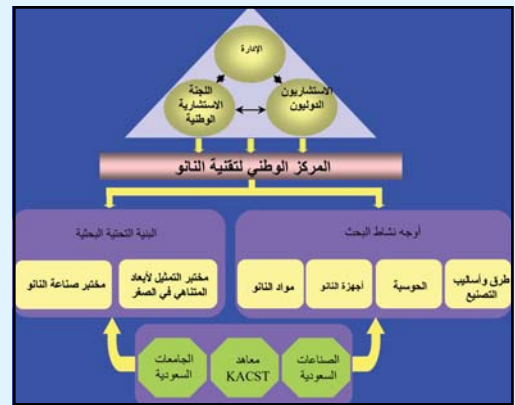 الإدارة
الاستشاريون
الدوليون
اللجنة
الاستشارية
الوطنية
المركز الوطني لتقنية النانو
أوجه نشاط البحث
طرق وأساليب
التصنيع
الحوسبة
أجهزة النانو
مواد النانو
البنية التحتية البحثية
مختبر التمثيل لأبعاد
المتناهي في الصغر
مختبر صناعة النانو
الصناعات
السعودية
معاهد
KACST
الجامعات
السعودية